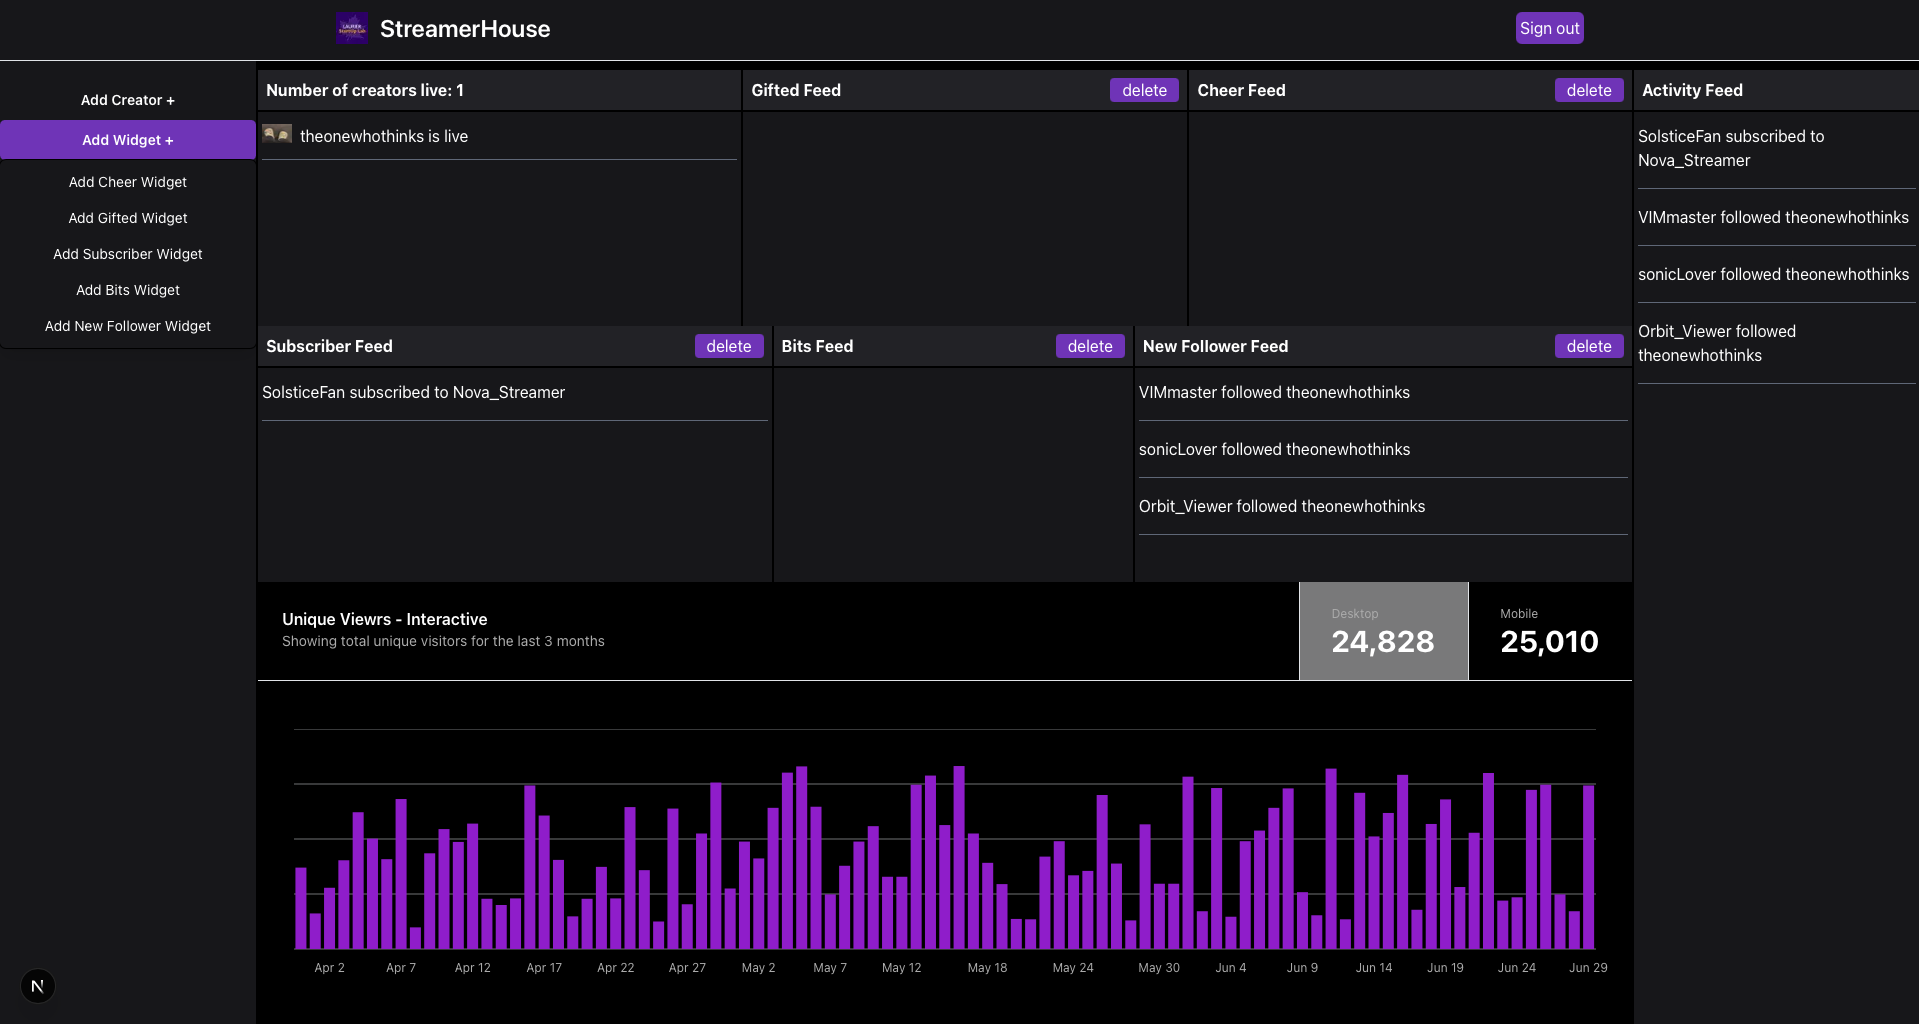 StreamerHouse
Sign out
Add Creator +
Add Widget +
Add Cheer Widget
Add Gifted Widget
Add Subscriber Widget
Add Bits Widget
Add New Follower Widget
Number of creators live: 1
theonewhothinks is live
Gifted Feed
delete
Cheer Feed
delete
Activity Feed
SolsticeFan subscribed to
Nova_Streamer
VIMmaster followed theonewhothinks
sonicLover followed theonewhothinks
Orbit_Viewer followed
theonewhothinks
Subscriber Feed
delete
SolsticeFan subscribed to Nova_Streamer
Bits Feed
delete
New Follower Feed
delete
VIMmaster followed theonewhothinks
sonicLover followed theonewhothinks
Orbit_Viewer followed theonewhothinks
Unique Viewrs - Interactive
Showing total unique visitors for the last 3 months
Desktop
24,828
Mobile
25,010
Apr 2 Apr 7 Apr 12 Apr 17 Apr 22 Apr 27 May 2 May 7 May 12 May 18 May 24 May 30 Jun 4 Jun 9 Jun 14 Jun 19 Jun 24 Jun 29
N